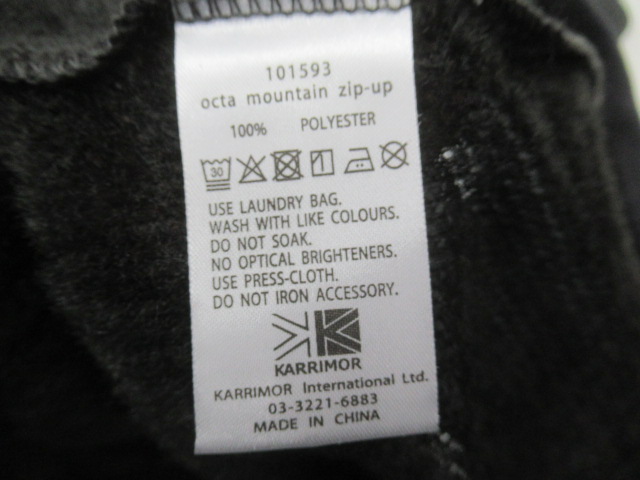 101593
octa mountain zip-up
100% POLYESTER
30
USE LAUNDRY BAG.
WASH WITH LIKE COLOURS.
DO NOT SOAK.
NO OPTICAL BRIGHTENERS.
USE PRESS-CLOTH.
DO NOT IRON ACCESSORY.
KARRIMOR
KARRIMOR International Ltd.
03-3221-6883
MADE IN CHINA